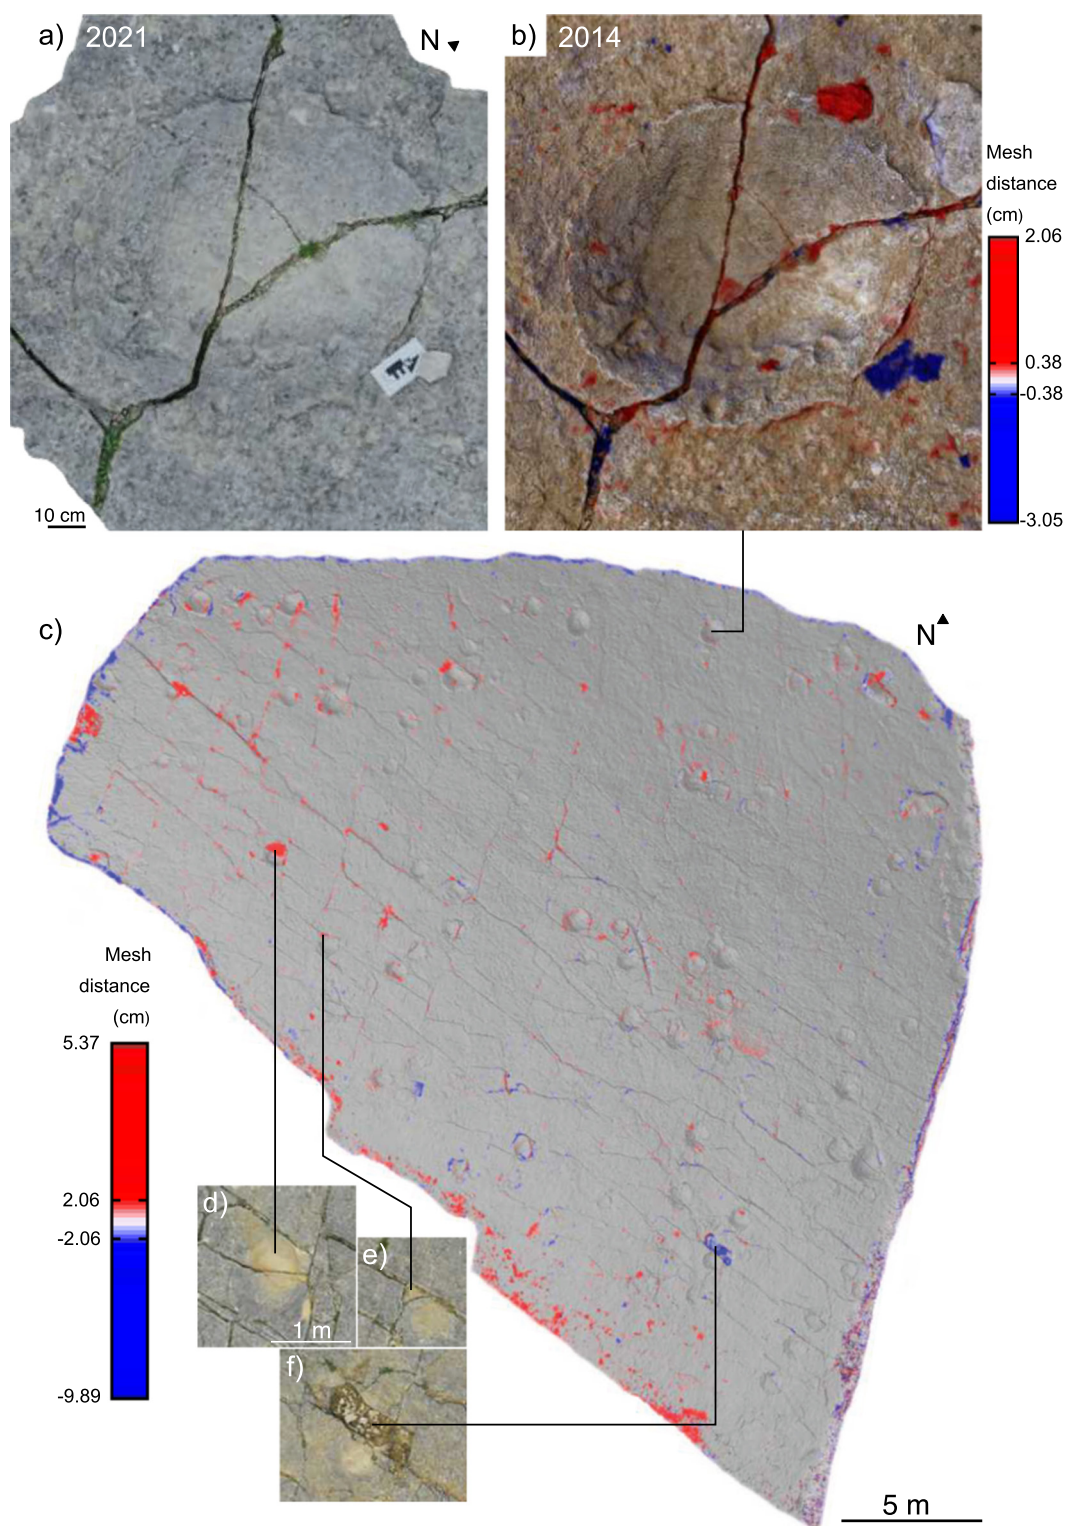 a) 2021
N
10 cm
b) 2014
Mesh
distance
(cm)
2.06
0.38
-0.38
-3.05
c)
N
Mesh
distance
(cm)
5.37
2.06
-2.06
-9.89
d)
1 m
e)
f)
5 m